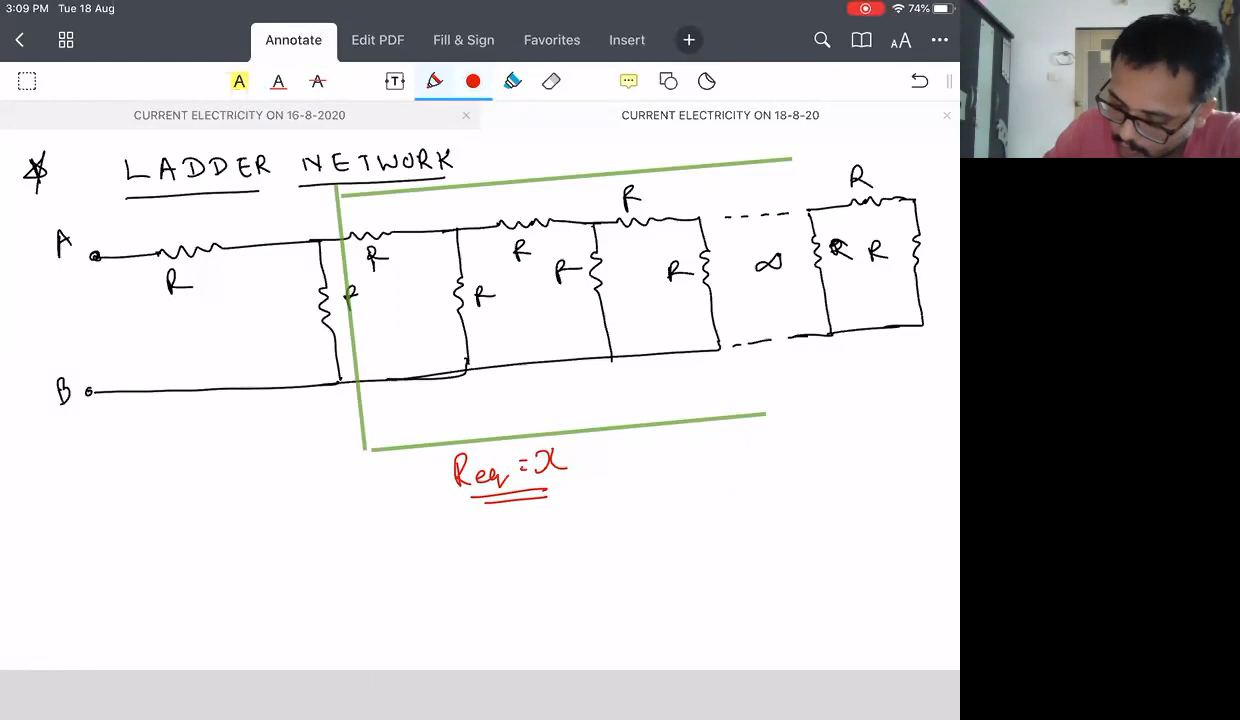 3:09 PM Tue 18 Aug
74%
Annotate Edit PDF Fill & Sign Favorites Insert
A A A T AA
CURRENT ELECTRICITY ON 16-8-2020
CURRENT ELECTRICITY ON 18-8-20
LADDER NETWORK
R
R
A
R
R
R
R
R
R
R
R
∞
R
R
B
Req = x